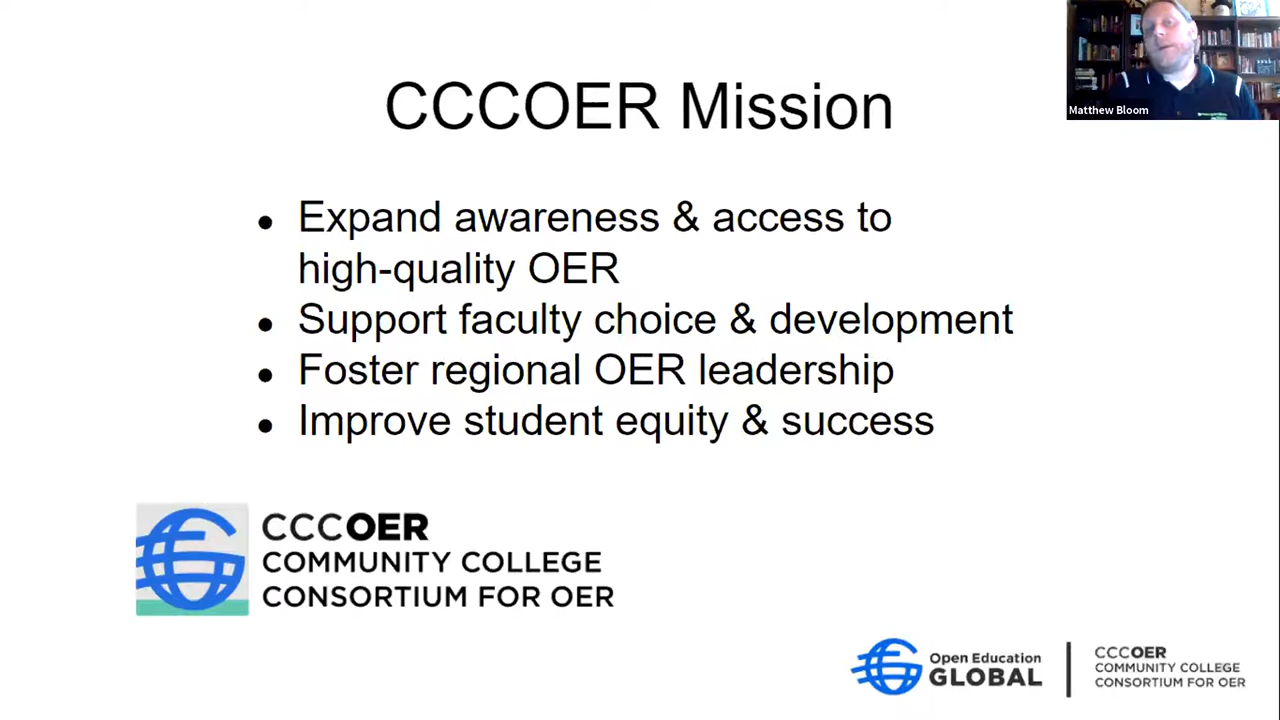 CCCOER Mission
Matthew Bloom
● Expand awareness & access to
high-quality OER
● Support faculty choice & development
● Foster regional OER leadership
● Improve student equity & success
CCCOER
COMMUNITY COLLEGE
CONSORTIUM FOR OER
Open Education
GLOBAL
CCCOER
COMMUNITY COLLEGE
CONSORTIUM FOR OER